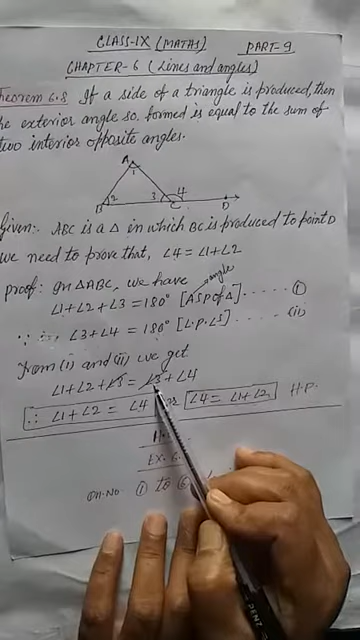 CLASS-IX (MATHS) PART-9
CHAPTER-6 (Lines and angles)
Theorem 6.8 If a side of a triangle is produced, then
the exterior angle so formed is equal to the sum of
two interior opposite angles.
A
1
B 2 3 4 C D
Given:- ABC is a Δ in which BC is produced to point D
we need to prove that, ∠4 = ∠1+∠2
Proof: In ΔABC, we have angle
∠1+∠2+∠3 = 180° [ASP of Δ] ..... (i)
∠3+∠4 = 180° [L.P. ∠s] ..... (ii)
From (i) and (ii) we get
∠1+∠2+∠3 = ∠3+∠4
∴ ∠1+∠2 = ∠4 or ∠4 = ∠1+∠2 H.P.
EX. 6.
Qn. No. ① to ⑥